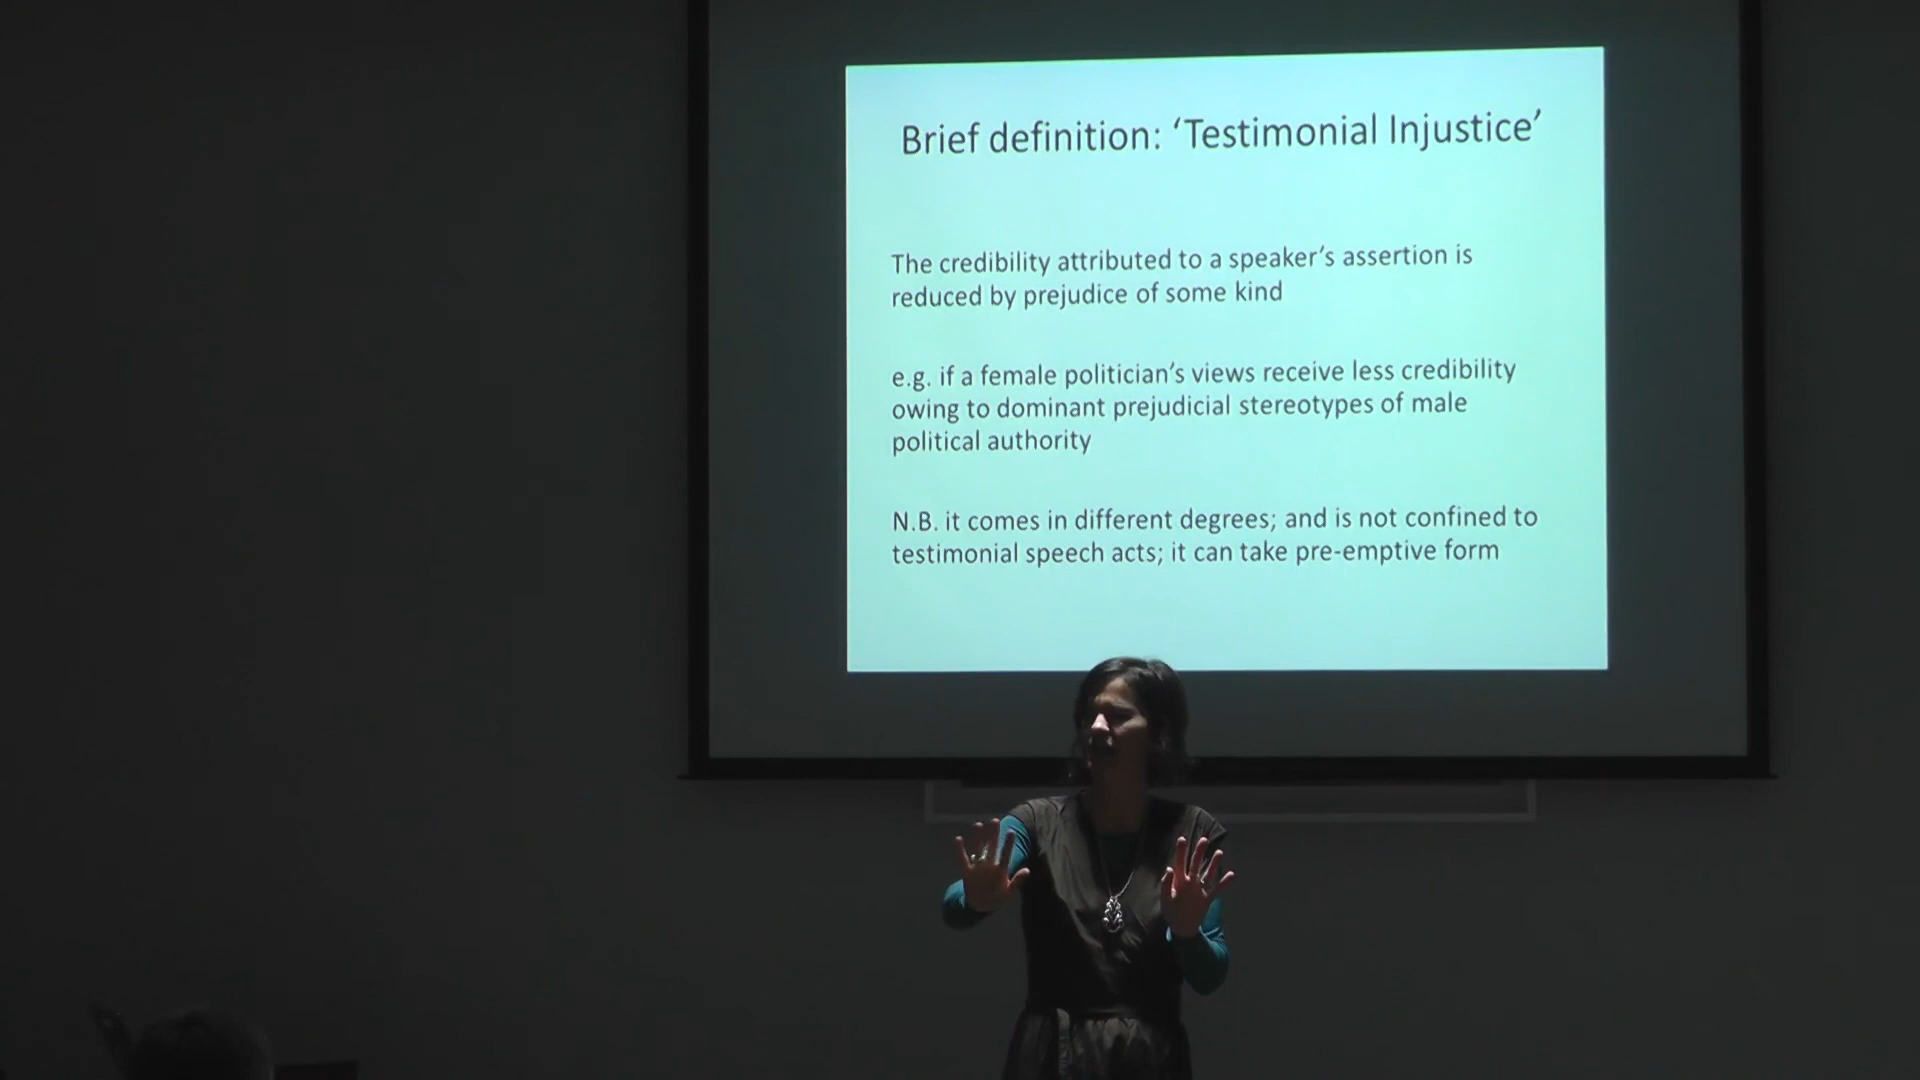 Brief definition: ‘Testimonial Injustice’
The credibility attributed to a speaker’s assertion is
reduced by prejudice of some kind
e.g. if a female politician’s views receive less credibility
owing to dominant prejudicial stereotypes of male
political authority
N.B. it comes in different degrees; and is not confined to
testimonial speech acts; it can take pre-emptive form